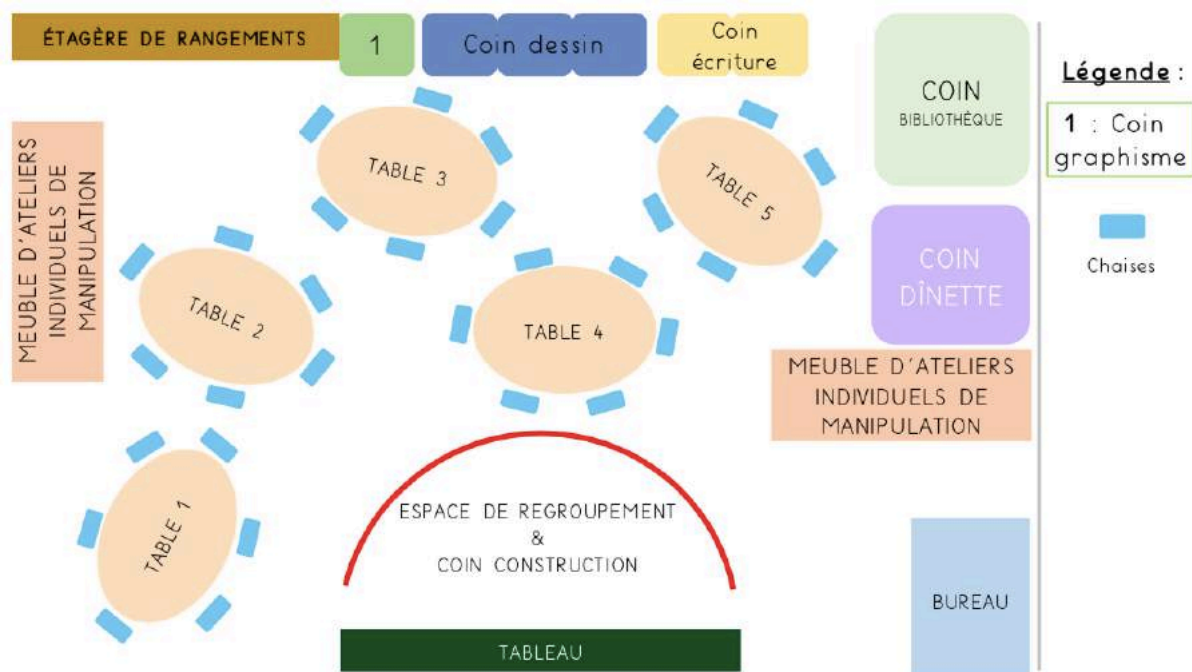 ÉTAGÈRE DE RANGEMENTS
1
Coin dessin
Coin
écriture
COIN
BIBLIOTHÈQUE
Légende :
1 : Coin
graphisme
Chaises
MEUBLE D'ATELIERS
INDIVIDUELS DE
MANIPULATION
TABLE 3
TABLE 5
COIN
DÎNETTE
TABLE 2
TABLE 4
MEUBLE D'ATELIERS
INDIVIDUELS DE
MANIPULATION
TABLE 1
ESPACE DE REGROUPEMENT
&
COIN CONSTRUCTION
BUREAU
TABLEAU